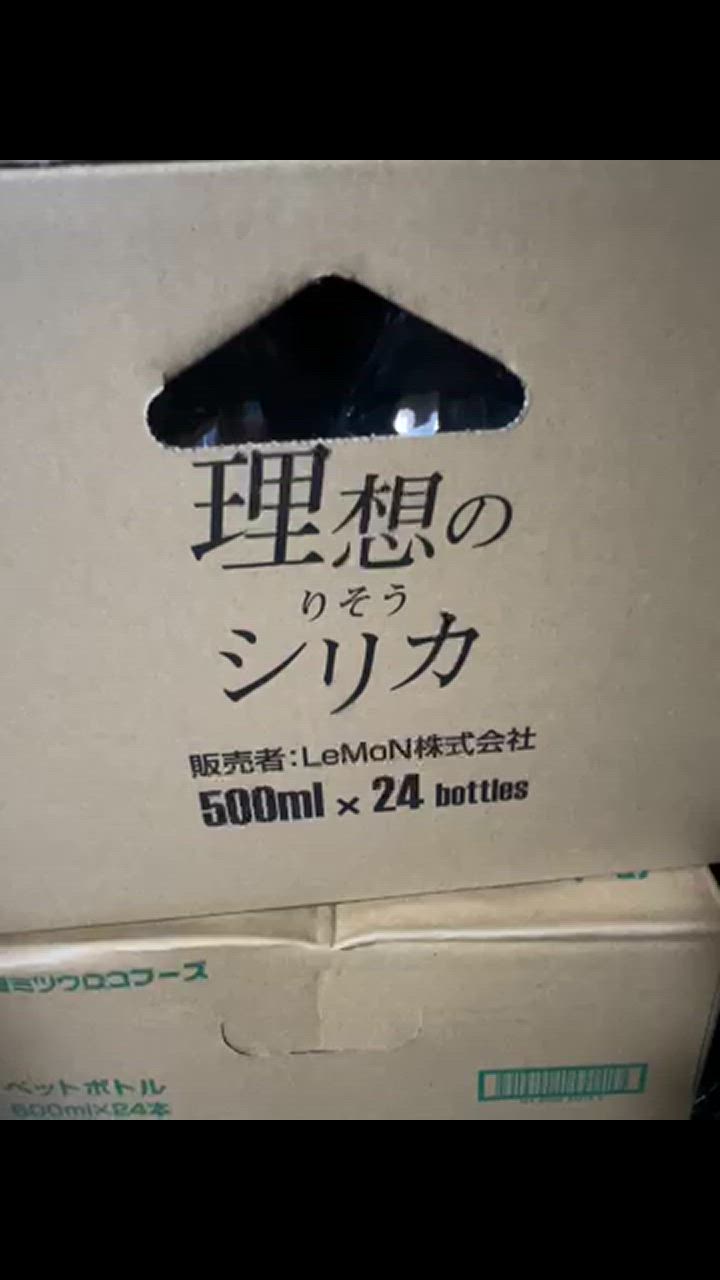 理想の
りそう
シリカ
販売者:LeMoN株式会社
500ml × 24 bottles
ミツウロコフーズ
ペットボトル
500ml×24本